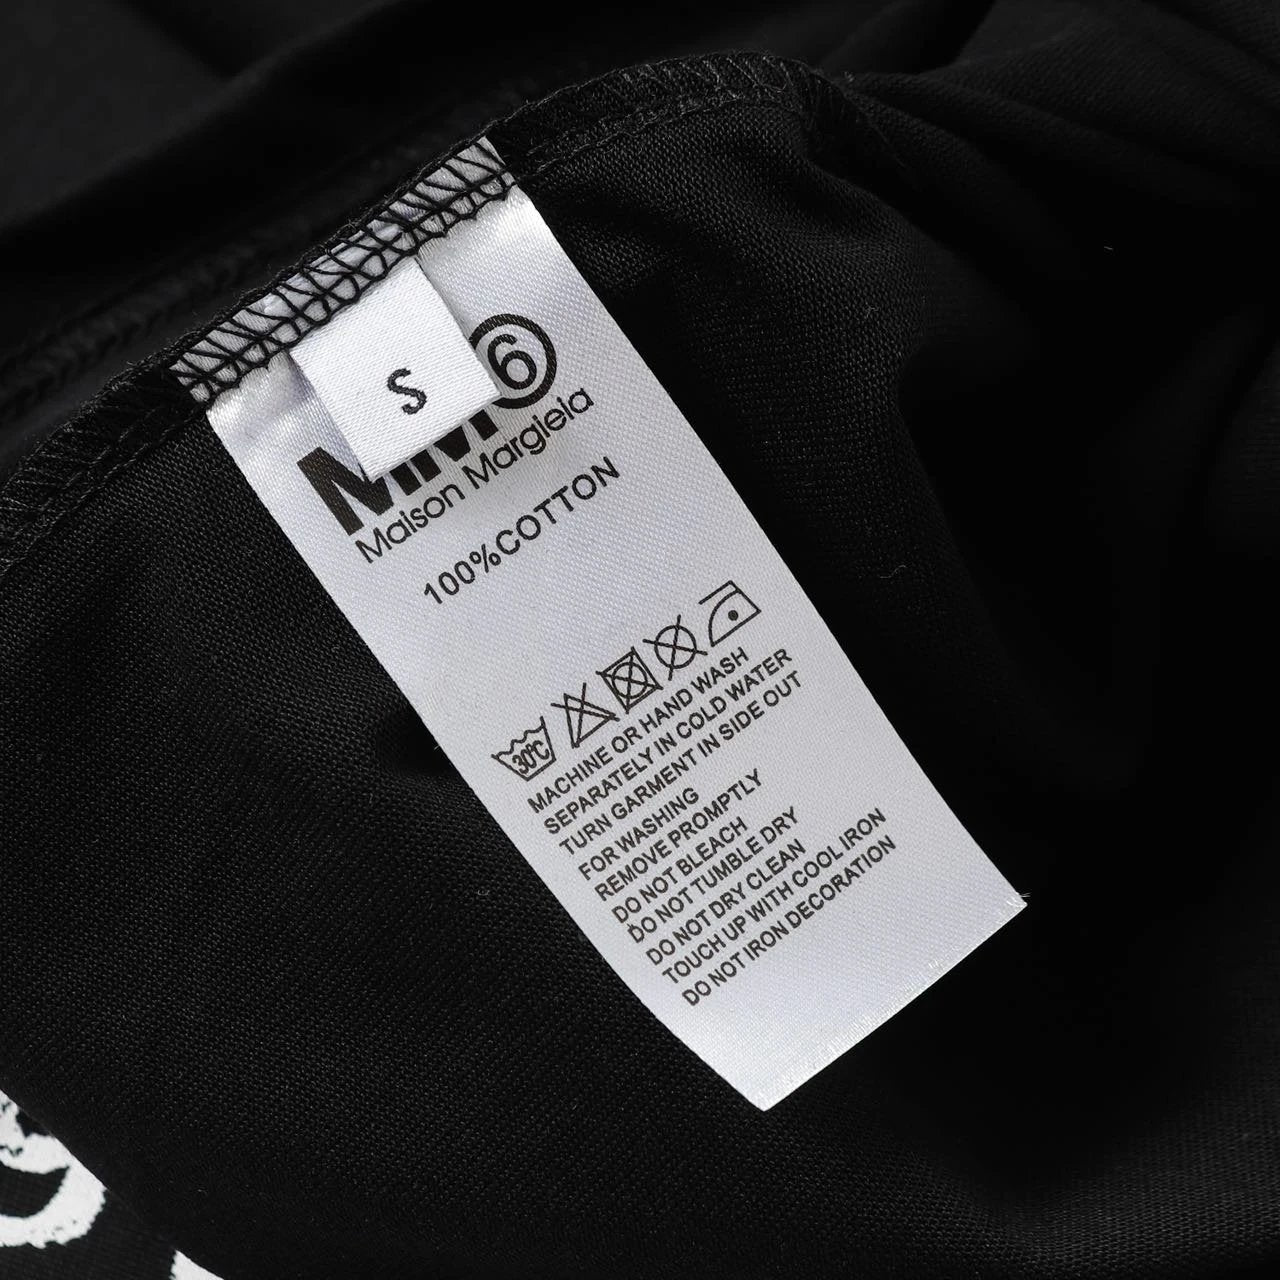 S
MM6
Maison Margiela
100%COTTON
30°C
MACHINE OR HAND WASH
SEPARATELY IN COLD WATER
TURN GARMENT IN SIDE OUT
FOR WASHING
REMOVE PROMPTLY
DO NOT BLEACH
DO NOT TUMBLE DRY
DO NOT DRY CLEAN
TOUCH UP WITH COOL IRON
DO NOT IRON DECORATION